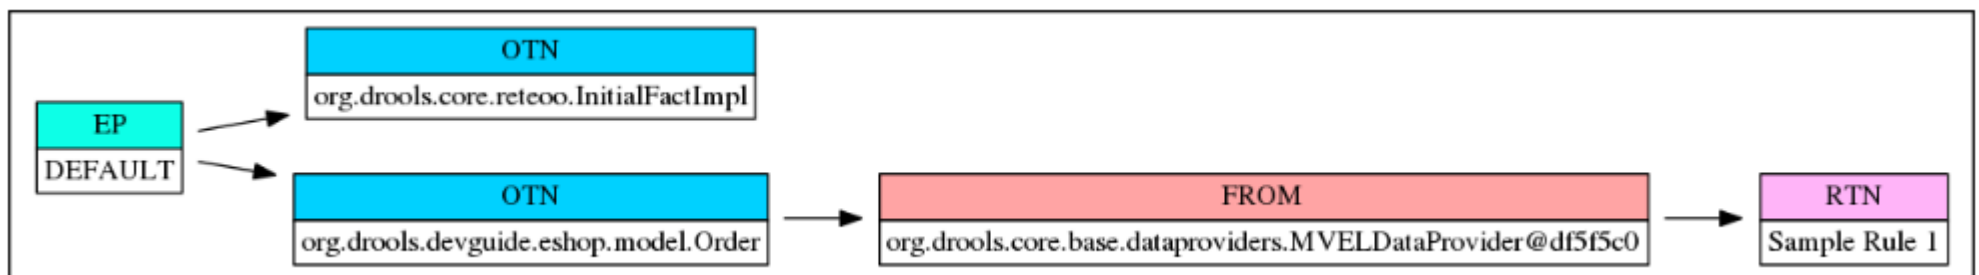 OTN
org.drools.core.reteoo.InitialFactImpl
EP
DEFAULT
OTN
org.drools.devguide.eshop.model.Order
FROM
org.drools.core.base.dataproviders.MVELDataProvider@df5f5c0
RTN
Sample Rule 1